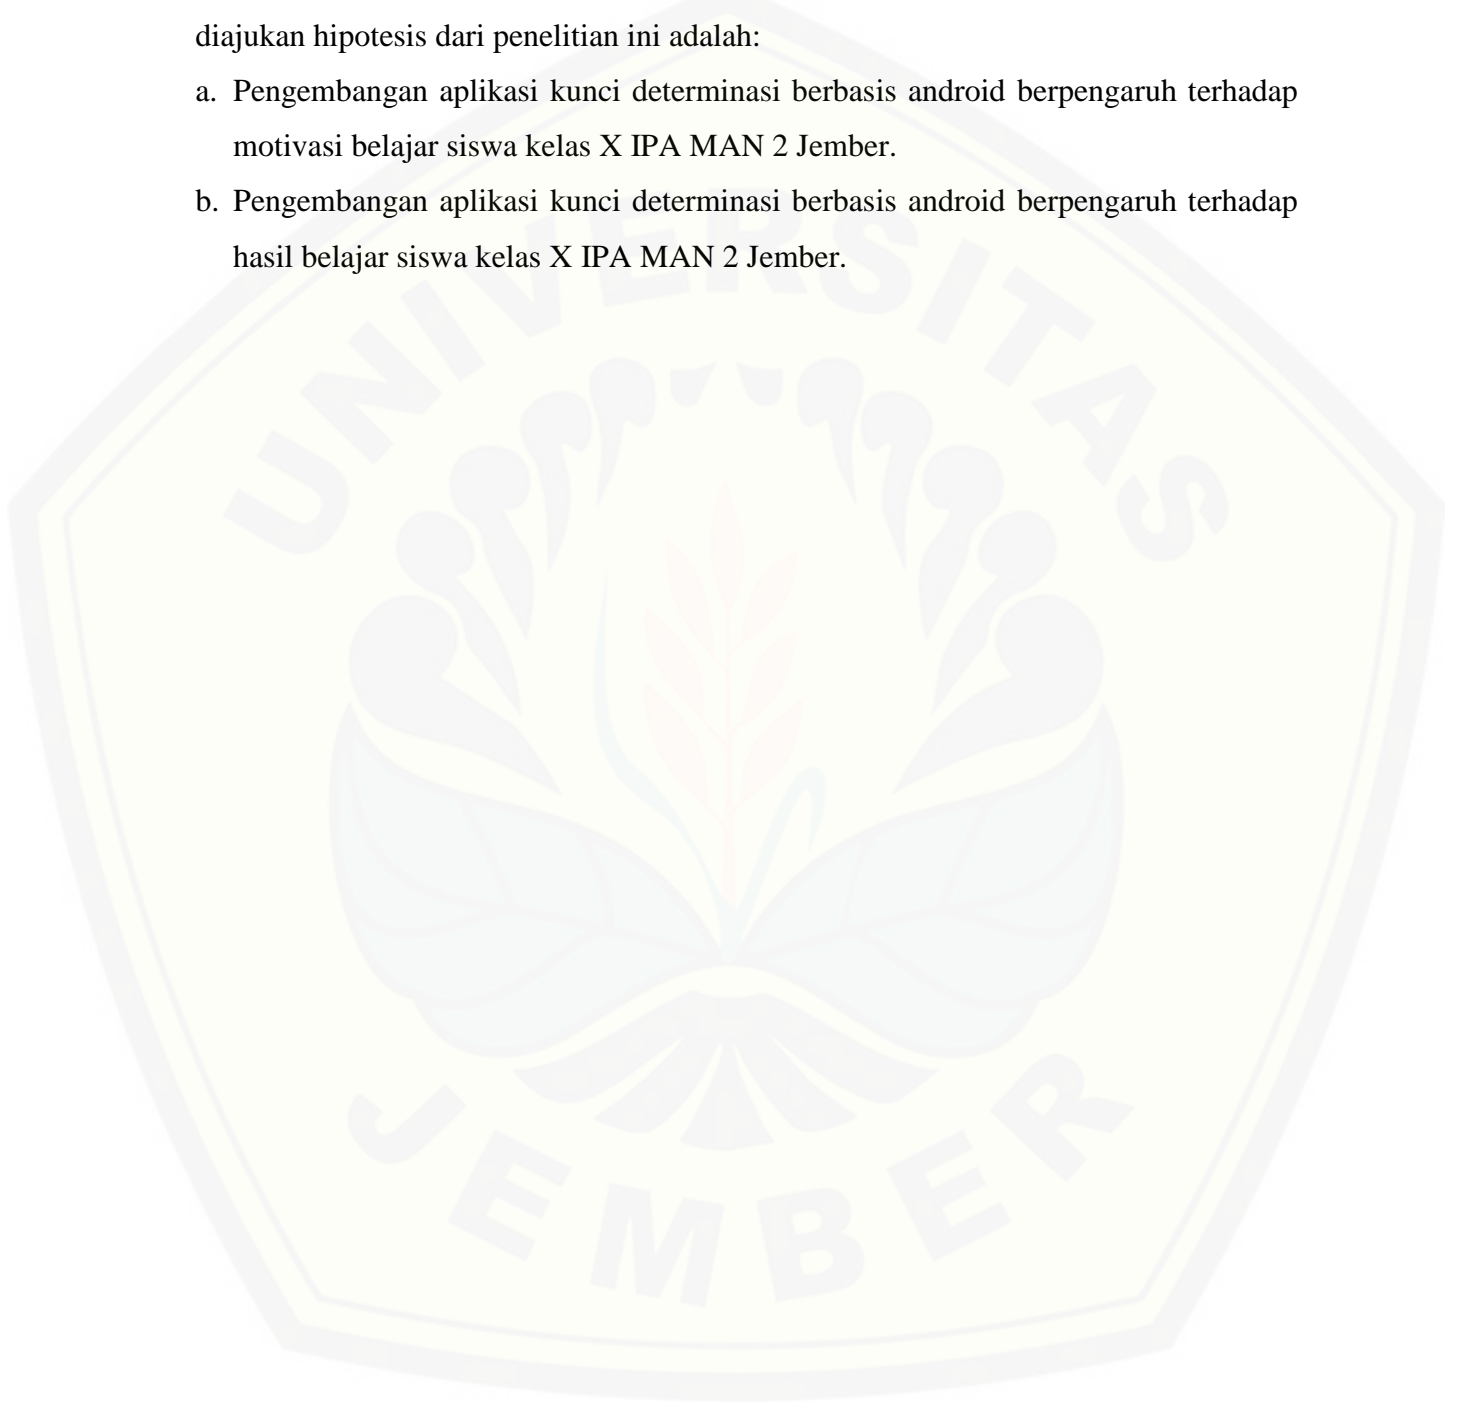 diajukan hipotesis dari penelitian ini adalah:
a. Pengembangan aplikasi kunci determinasi berbasis android berpengaruh terhadap
motivasi belajar siswa kelas X IPA MAN 2 Jember.
b. Pengembangan aplikasi kunci determinasi berbasis android berpengaruh terhadap
hasil belajar siswa kelas X IPA MAN 2 Jember.
UNIVERSITAS
JEMBER